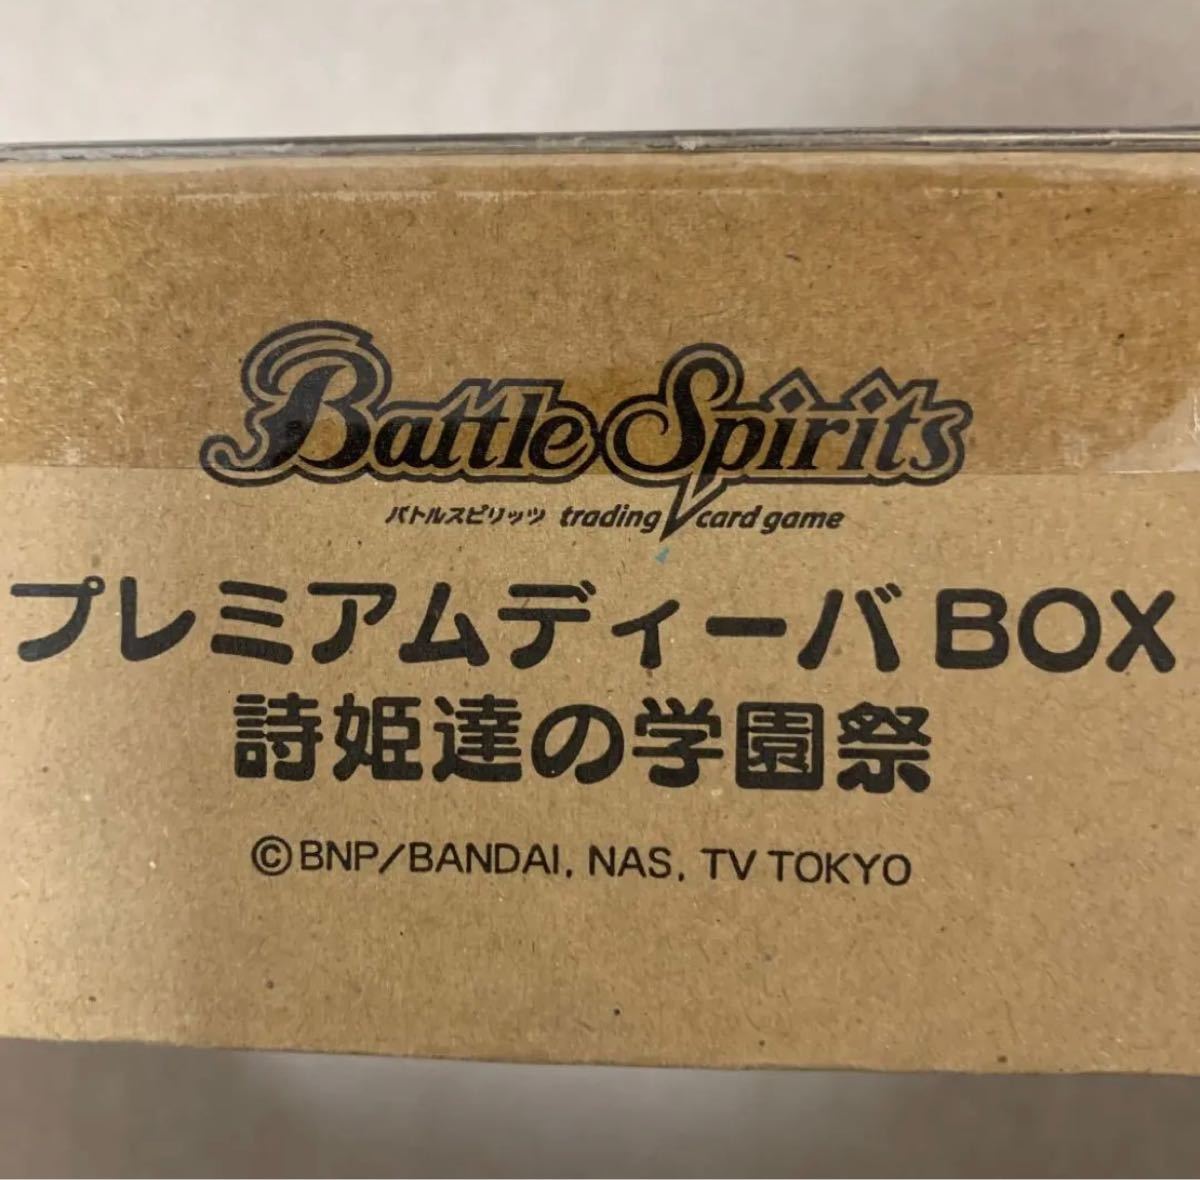 Battle Spirits
バトルスピリッツ trading card game
プレミアムディーバBOX
詩姫達の学園祭
©BNP/BANDAI, NAS, TV TOKYO